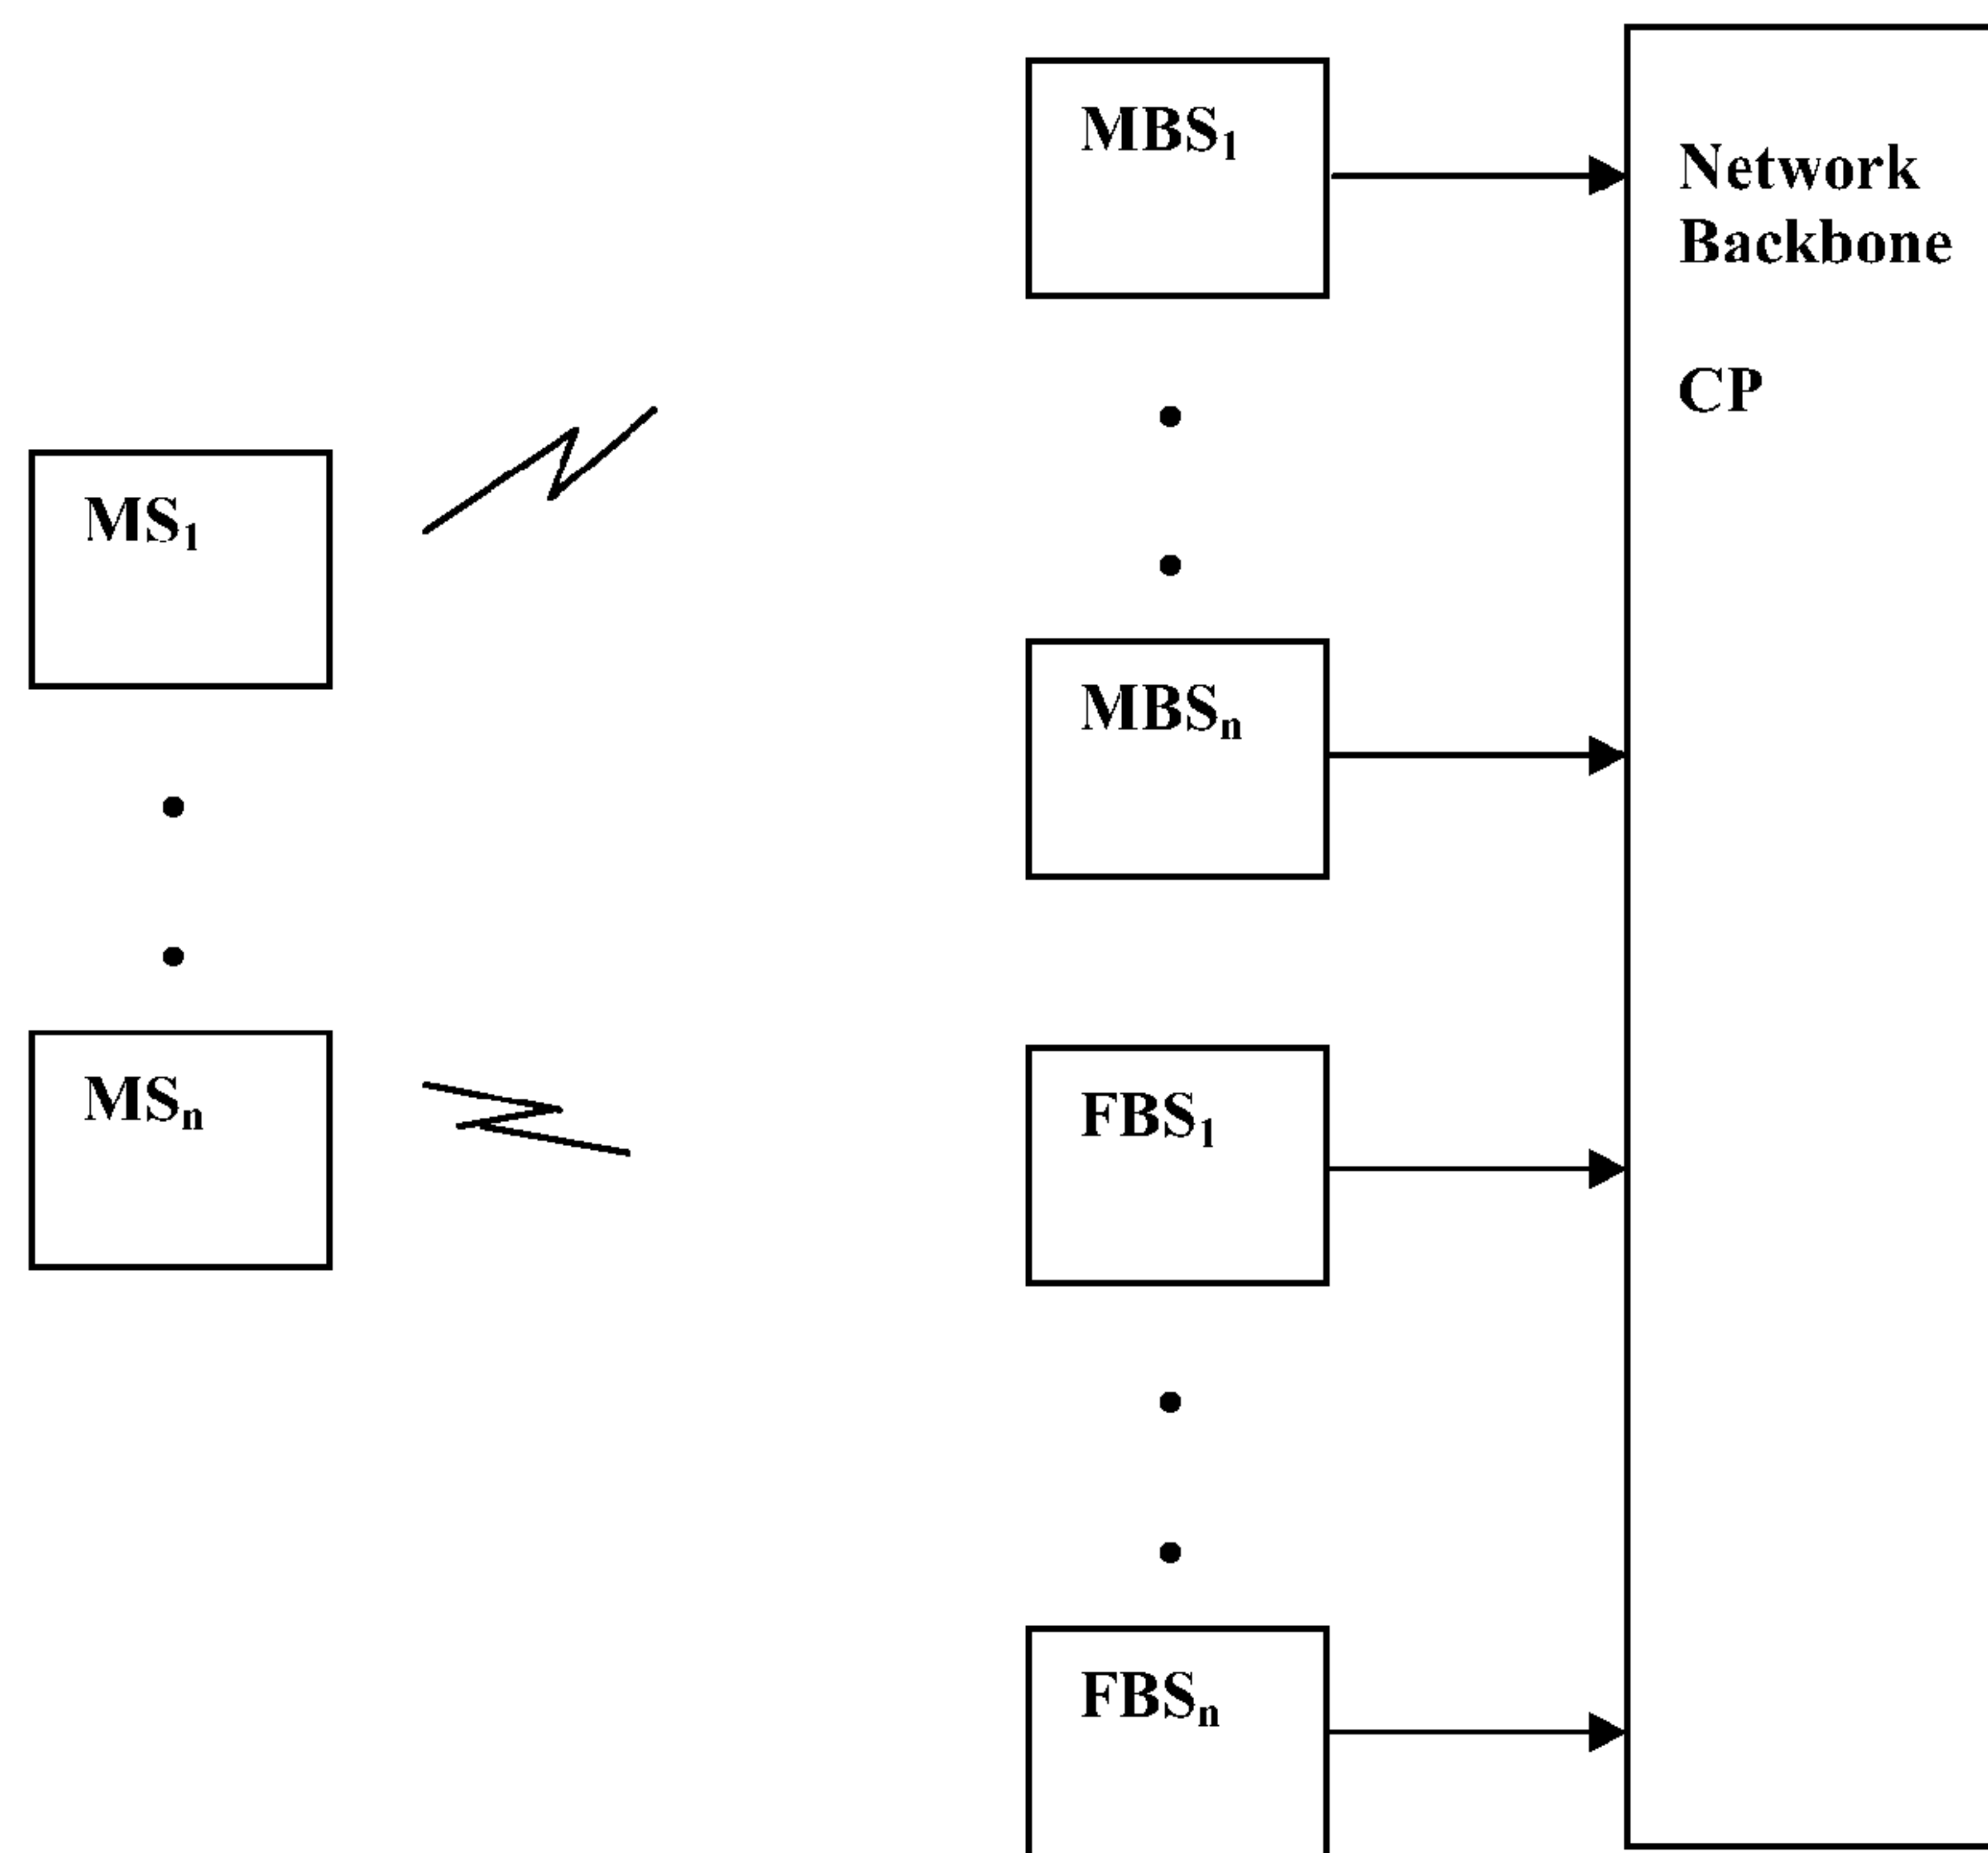 MBS₁
Network
Backbone
CP
MS₁
MBSₙ
MSₙ
FBS₁
FBSₙ